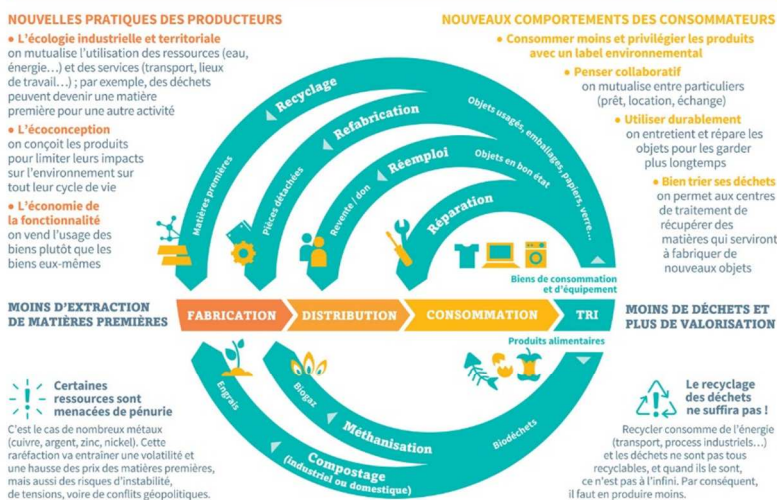 NOUVELLES PRATIQUES DES PRODUCTEURS
• L'écologie industrielle et territoriale
on mutualise l'utilisation des ressources (eau,
énergie...) et des services (transport, lieux
de travail...) ; par exemple, des déchets
peuvent devenir une matière
première pour une autre activité
• L'écoconception
on conçoit les produits
pour limiter leurs impacts
sur l'environnement sur
tout leur cycle de vie
• L'économie de
la fonctionnalité
on vend l'usage des
biens plutôt que les
biens eux-mêmes
NOUVEAUX COMPORTEMENTS DES CONSOMMATEURS
• Consommer moins et privilégier les produits
avec un label environnemental
• Penser collaboratif
on mutualise entre particuliers
(prêt, location, échange)
• Utiliser durablement
on entretient et répare les
objets pour les garder
plus longtemps
• Bien trier ses déchets
on permet aux centres
de traitement de
récupérer des
matières qui serviront
à fabriquer de
nouveaux objets
Recyclage
Matières premières
Objets usagés, emballages, papiers, verre...
Refabrication
Pièces détachées
Réemploi
Revente / don
Objets en bon état
Réparation
Biens de consommation
et d'équipement
MOINS D'EXTRACTION
DE MATIÈRES PREMIÈRES
FABRICATION
DISTRIBUTION
CONSOMMATION
TRI
MOINS DE DÉCHETS ET
PLUS DE VALORISATION
Produits alimentaires
Engrais
Biogaz
Méthanisation
Biodéchets
Compostage
(industriel ou domestique)
Certaines
ressources sont
menacées de pénurie
C'est le cas de nombreux métaux
(cuivre, argent, zinc, nickel). Cette
raréfaction va entraîner une volatilité et
une hausse des prix des matières premières,
mais aussi des risques d'instabilité,
de tensions, voire de conflits géopolitiques.
Le recyclage
des déchets
ne suffira pas !
Recycler consomme de l'énergie
(transport, process industriels...)
et les déchets ne sont pas tous
recyclables, et quand ils le sont,
ce n'est pas à l'infini. Par conséquent,
il faut en produire moins.